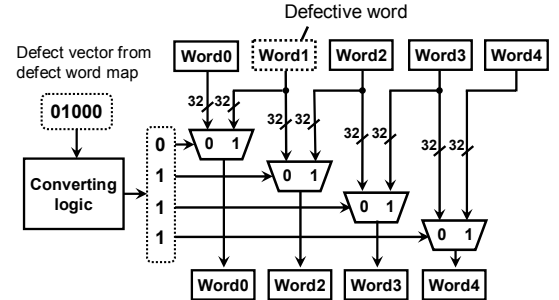 Defective word
Defect vector from
defect word map
Word0 Word1 Word2 Word3 Word4
01000
32 32 32 32 32 32 32 32
0 0 1
Converting
logic
1 0 1
1 0 1
1 0 1
Word0 Word2 Word3 Word4